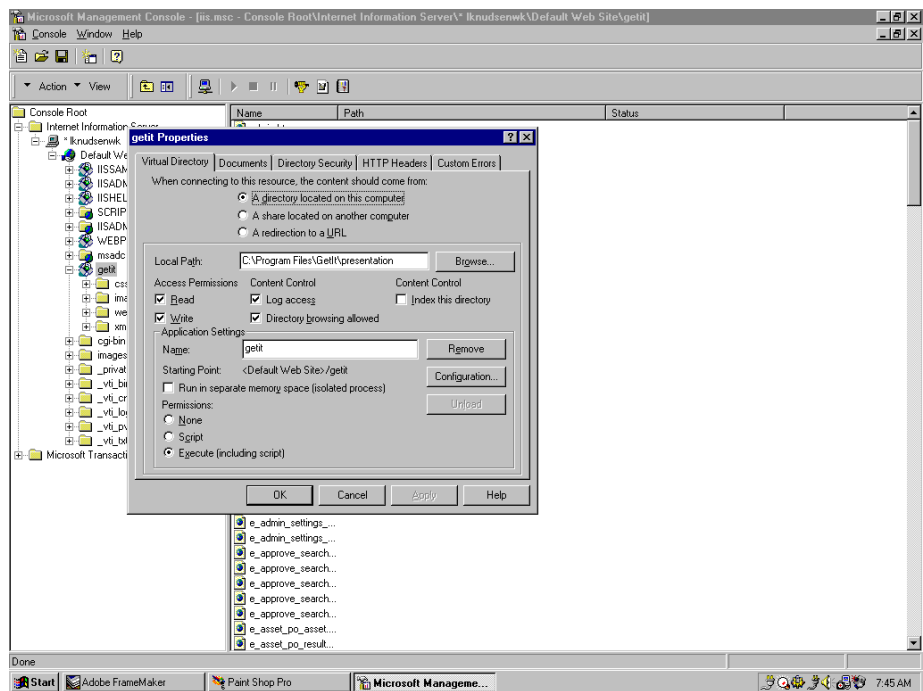 Microsoft Management Console - [iis.msc - Console Root\Internet Information Server\* lknudsenwk\Default Web Site\getit]
Console Window Help
Action View
Console Root
Internet Information Server
* lknudsenwk
Default We
IISSAM
IISADM
IISHEL
SCRIP
IISADM
WEBP
msadc
getit
css
ima
we
xm
cgi-bin
images
_privat
_vti_bin
_vti_cn
_vti_log
_vti_pv
_vti_txt
Microsoft Transacti
Name Path Status
getit Properties
Virtual Directory Documents Directory Security HTTP Headers Custom Errors
When connecting to this resource, the content should come from:
A directory located on this computer
A share located on another computer
A redirection to a URL
Local Path: C:\Program Files\GetIt\presentation Browse...
Access Permissions Content Control Content Control
Read Log access Index this directory
Write Directory browsing allowed
Application Settings
Name: getit Remove
Starting Point: <Default Web Site>/getit
Configuration...
Run in separate memory space (isolated process)
Permissions: Unload
None
Script
Execute (including script)
OK Cancel Apply Help
e_admin_settings_...
e_admin_settings_...
e_approve_search...
e_approve_search...
e_approve_search...
e_approve_search...
e_approve_search...
e_asset_po_asset....
e_asset_po_result...
Done
Start Adobe FrameMaker Paint Shop Pro Microsoft Manageme... 7:45 AM